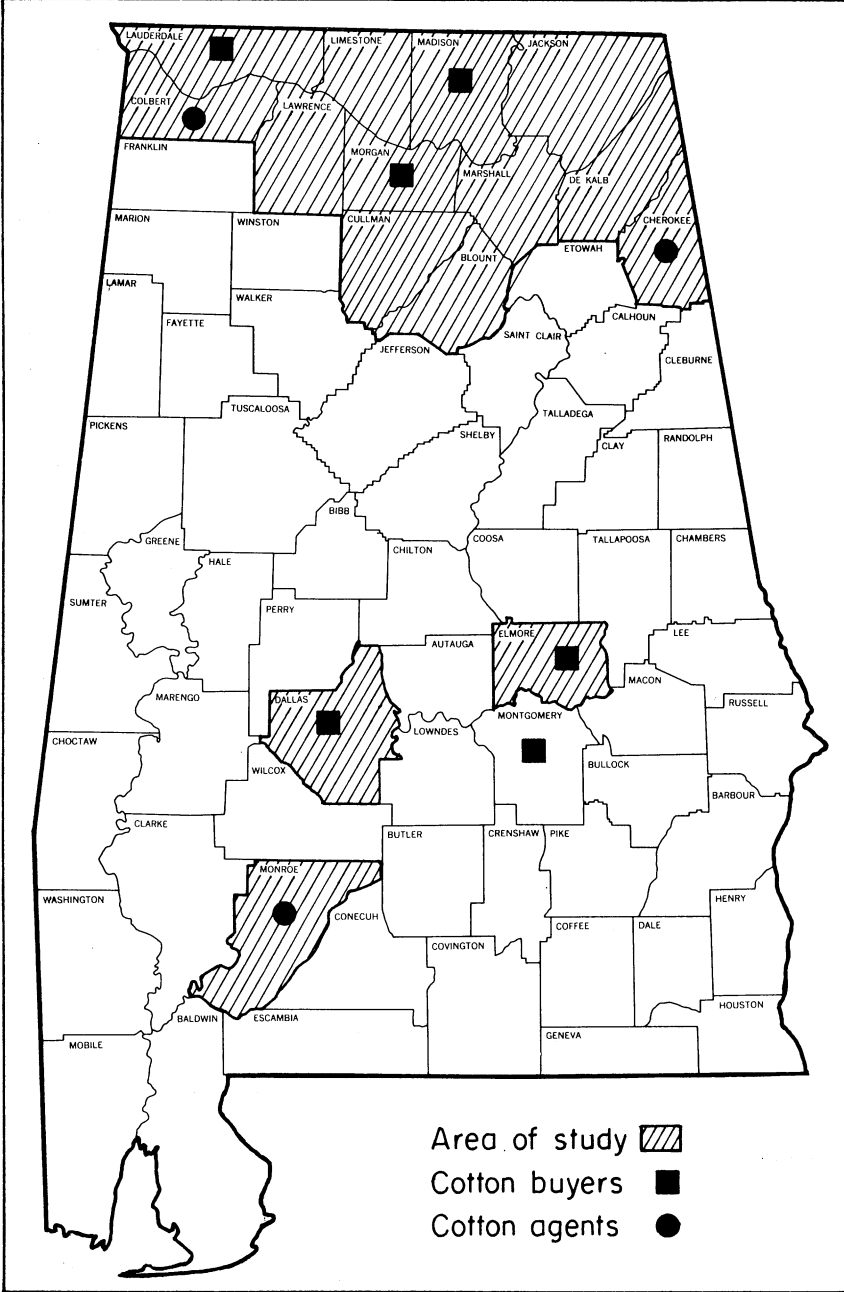 LAUDERDALE
LIMESTONE
MADISON
JACKSON
COLBERT
LAWRENCE
FRANKLIN
MORGAN
MARSHALL
DE KALB
MARION
WINSTON
CULLMAN
CHEROKEE
ETOWAH
BLOUNT
LAMAR
WALKER
FAYETTE
CALHOUN
SAINT CLAIR
JEFFERSON
CLEBURNE
TUSCALOOSA
TALLADEGA
PICKENS
SHELBY
CLAY
RANDOLPH
BIBB
GREENE
COOSA
TALLAPOOSA
CHAMBERS
HALE
CHILTON
SUMTER
PERRY
ELMORE
LEE
AUTAUGA
MACON
MARENGO
DALLAS
RUSSELL
MONTGOMERY
CHOCTAW
LOWNDES
WILCOX
BULLOCK
BARBOUR
CLARKE
BUTLER
CRENSHAW
PIKE
MONROE
WASHINGTON
HENRY
CONECUH
COFFEE
DALE
COVINGTON
HOUSTON
BALDWIN
ESCAMBIA
MOBILE
GENEVA
Area of study
Cotton buyers
Cotton agents